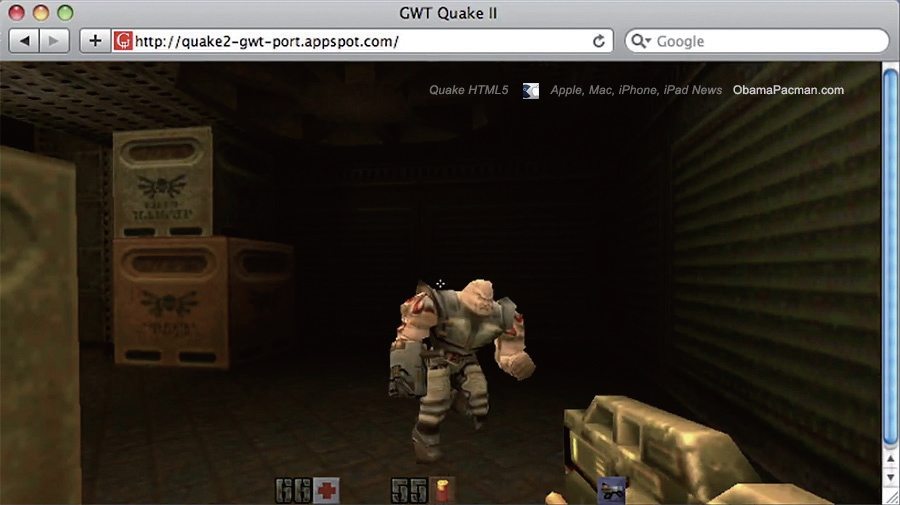 GWT Quake II
http://quake2-gwt-port.appspot.com/
Google
Quake HTML5 Apple, Mac, iPhone, iPad News ObamaPacman.com
66 55